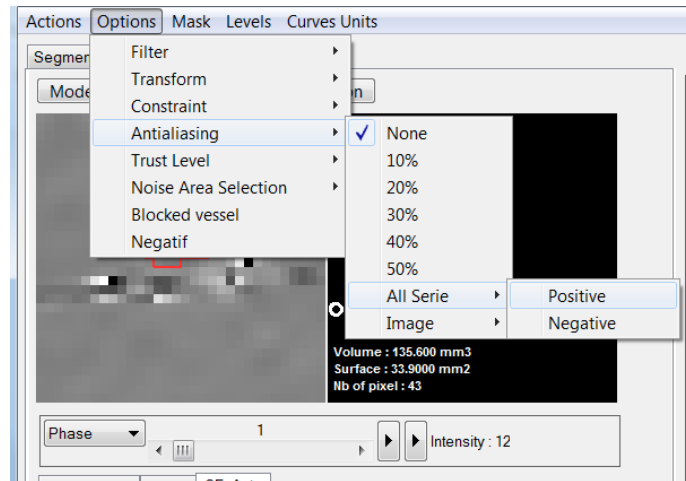 Actions Options Mask Levels Curves Units
Filter
Transform
Constraint
Antialiasing
Trust Level
Noise Area Selection
Blocked vessel
Negatif
None
10%
20%
30%
40%
50%
All Serie
Image
Positive
Negative
Volume : 135.600 mm3
Surface : 33.9000 mm2
Nb of pixel : 43
Phase
1
Intensity : 12